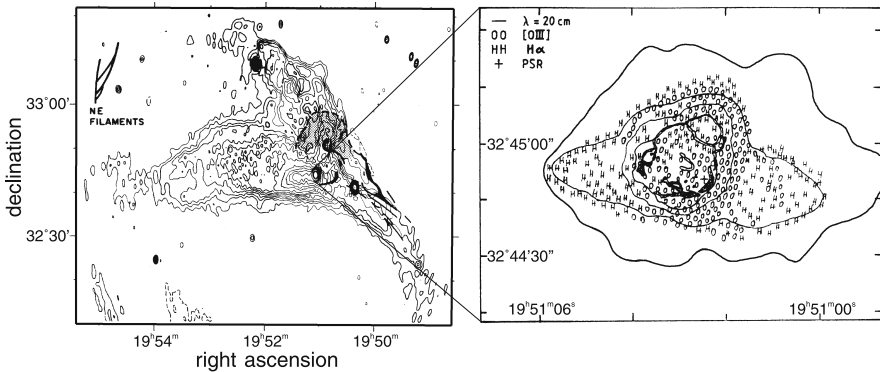 NE
FILAMENTS
33°00'
32°30'
declination
19ʰ54ᵐ
19ʰ52ᵐ
19ʰ50ᵐ
right ascension
λ = 20 cm
OO [OIII]
HH Hα
+ PSR
32°45'00"
32°44'30"
19ʰ51ᵐ06ˢ
19ʰ51ᵐ00ˢ